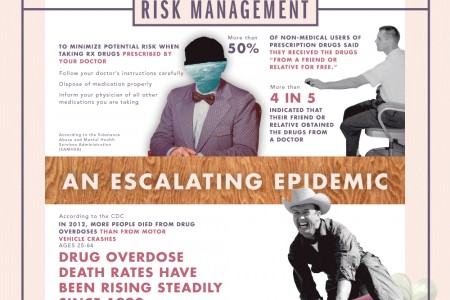 RISK MANAGEMENT
TO MINIMIZE POTENTIAL RISK WHEN
TAKING RX DRUGS PRESCRIBED BY
YOUR DOCTOR
Follow your doctor's instructions carefully
Dispose of medication properly
Inform your physician of all other
medications you are taking
According to the Substance
Abuse and Mental Health
Services Administration
(SAMHSA)
More than
50%
OF NON-MEDICAL USERS OF
PRESCRIPTION DRUGS SAID
THEY RECEIVED THE DRUGS
"FROM A FRIEND OR
RELATIVE FOR FREE."
More than
4 IN 5
INDICATED THAT
THEIR FRIEND OR
RELATIVE OBTAINED
THE DRUGS FROM
A DOCTOR
AN ESCALATING EPIDEMIC
According to the CDC
IN 2012, MORE PEOPLE DIED FROM DRUG
OVERDOSES THAN FROM MOTOR
VEHICLE CRASHES
AGES 25-64
DRUG OVERDOSE
DEATH RATES HAVE
BEEN RISING STEADILY
SINCE